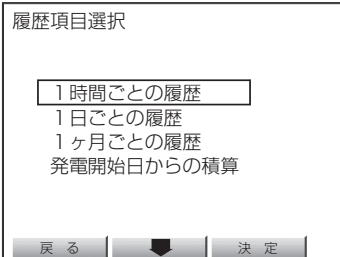 履歴項目選択
１時間ごとの履歴
１日ごとの履歴
１ヶ月ごとの履歴
発電開始日からの積算
戻 る 決 定